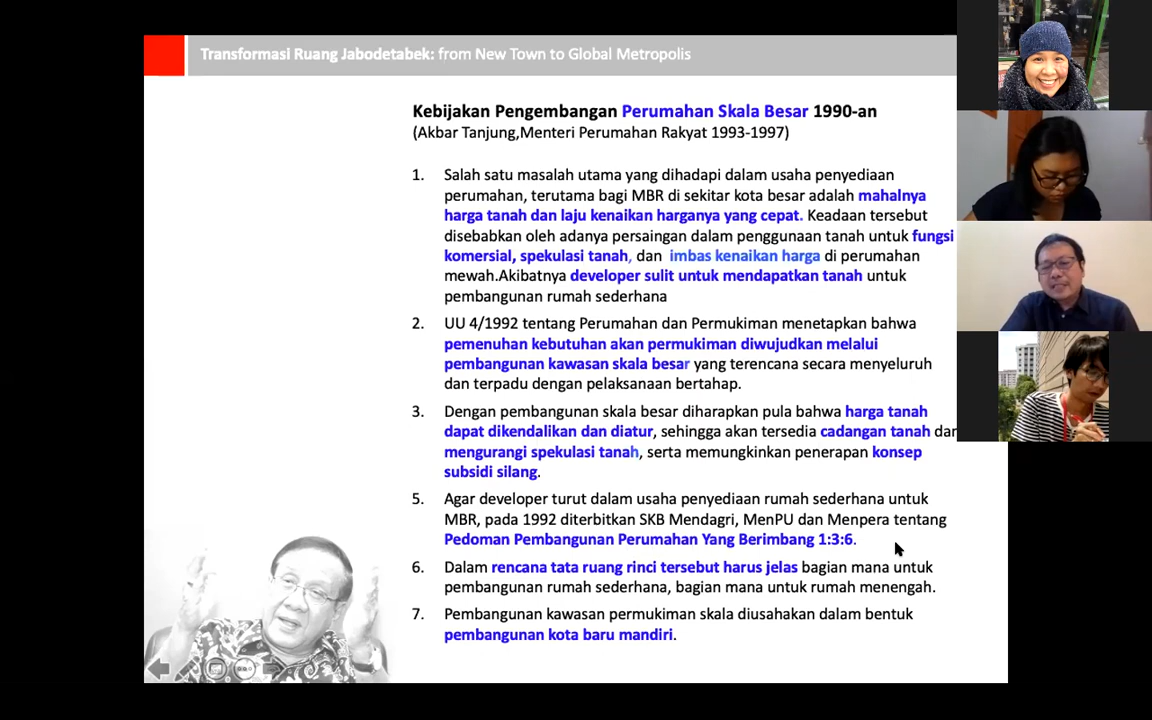 Transformasi Ruang Jabodetabek: from New Town to Global Metropolis
Kebijakan Pengembangan Perumahan Skala Besar 1990-an
(Akbar Tanjung,Menteri Perumahan Rakyat 1993-1997)
1. Salah satu masalah utama yang dihadapi dalam usaha penyediaan
perumahan, terutama bagi MBR di sekitar kota besar adalah mahalnya
harga tanah dan laju kenaikan harganya yang cepat. Keadaan tersebut
disebabkan oleh adanya persaingan dalam penggunaan tanah untuk fungsi
komersial, spekulasi tanah, dan imbas kenaikan harga di perumahan
mewah.Akibatnya developer sulit untuk mendapatkan tanah untuk
pembangunan rumah sederhana
2. UU 4/1992 tentang Perumahan dan Permukiman menetapkan bahwa
pemenuhan kebutuhan akan permukiman diwujudkan melalui
pembangunan kawasan skala besar yang terencana secara menyeluruh
dan terpadu dengan pelaksanaan bertahap.
3. Dengan pembangunan skala besar diharapkan pula bahwa harga tanah
dapat dikendalikan dan diatur, sehingga akan tersedia cadangan tanah dan
mengurangi spekulasi tanah, serta memungkinkan penerapan konsep
subsidi silang.
5. Agar developer turut dalam usaha penyediaan rumah sederhana untuk
MBR, pada 1992 diterbitkan SKB Mendagri, MenPU dan Menpera tentang
Pedoman Pembangunan Perumahan Yang Berimbang 1:3:6.
6. Dalam rencana tata ruang rinci tersebut harus jelas bagian mana untuk
pembangunan rumah sederhana, bagian mana untuk rumah menengah.
7. Pembangunan kawasan permukiman skala diusahakan dalam bentuk
pembangunan kota baru mandiri.